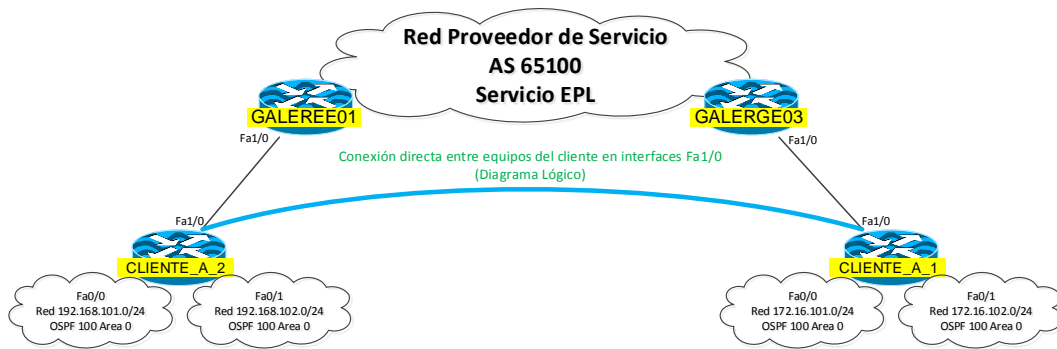 Red Proveedor de Servicio
AS 65100
Servicio EPL
GALEREE01
GALERGE03
Fa1/0
Fa1/0
Conexión directa entre equipos del cliente en interfaces Fa1/0
(Diagrama Lógico)
Fa1/0
Fa1/0
CLIENTE_A_2
CLIENTE_A_1
Fa0/0
Red 192.168.101.0/24
OSPF 100 Area 0
Fa0/1
Red 192.168.102.0/24
OSPF 100 Area 0
Fa0/0
Red 172.16.101.0/24
OSPF 100 Area 0
Fa0/1
Red 172.16.102.0/24
OSPF 100 Area 0